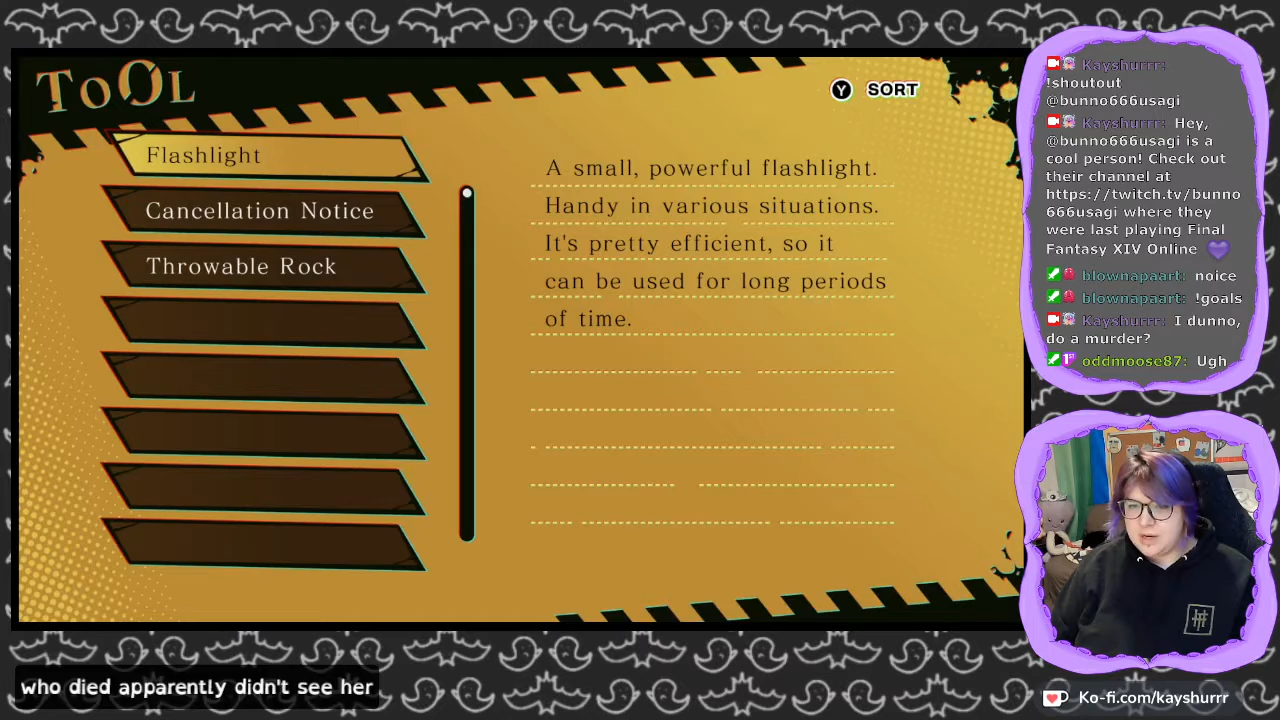 TOOL
Y SORT
Flashlight
Cancellation Notice
Throwable Rock
A small, powerful flashlight.
Handy in various situations.
It's pretty efficient, so it
can be used for long periods
of time.
Kayshurrr:
!shoutout
@bunno666usagi
Kayshurrr: Hey,
@bunno666usagi is a
cool person! Check out
their channel at
https://twitch.tv/bunno
666usagi where they
were last playing Final
Fantasy XIV Online
blownapaart: noice
blownapaart: !goals
Kayshurrr: I dunno,
do a murder?
oddmoose87: Ugh
who died apparently didn't see her
Ko-fi.com/kayshurrr